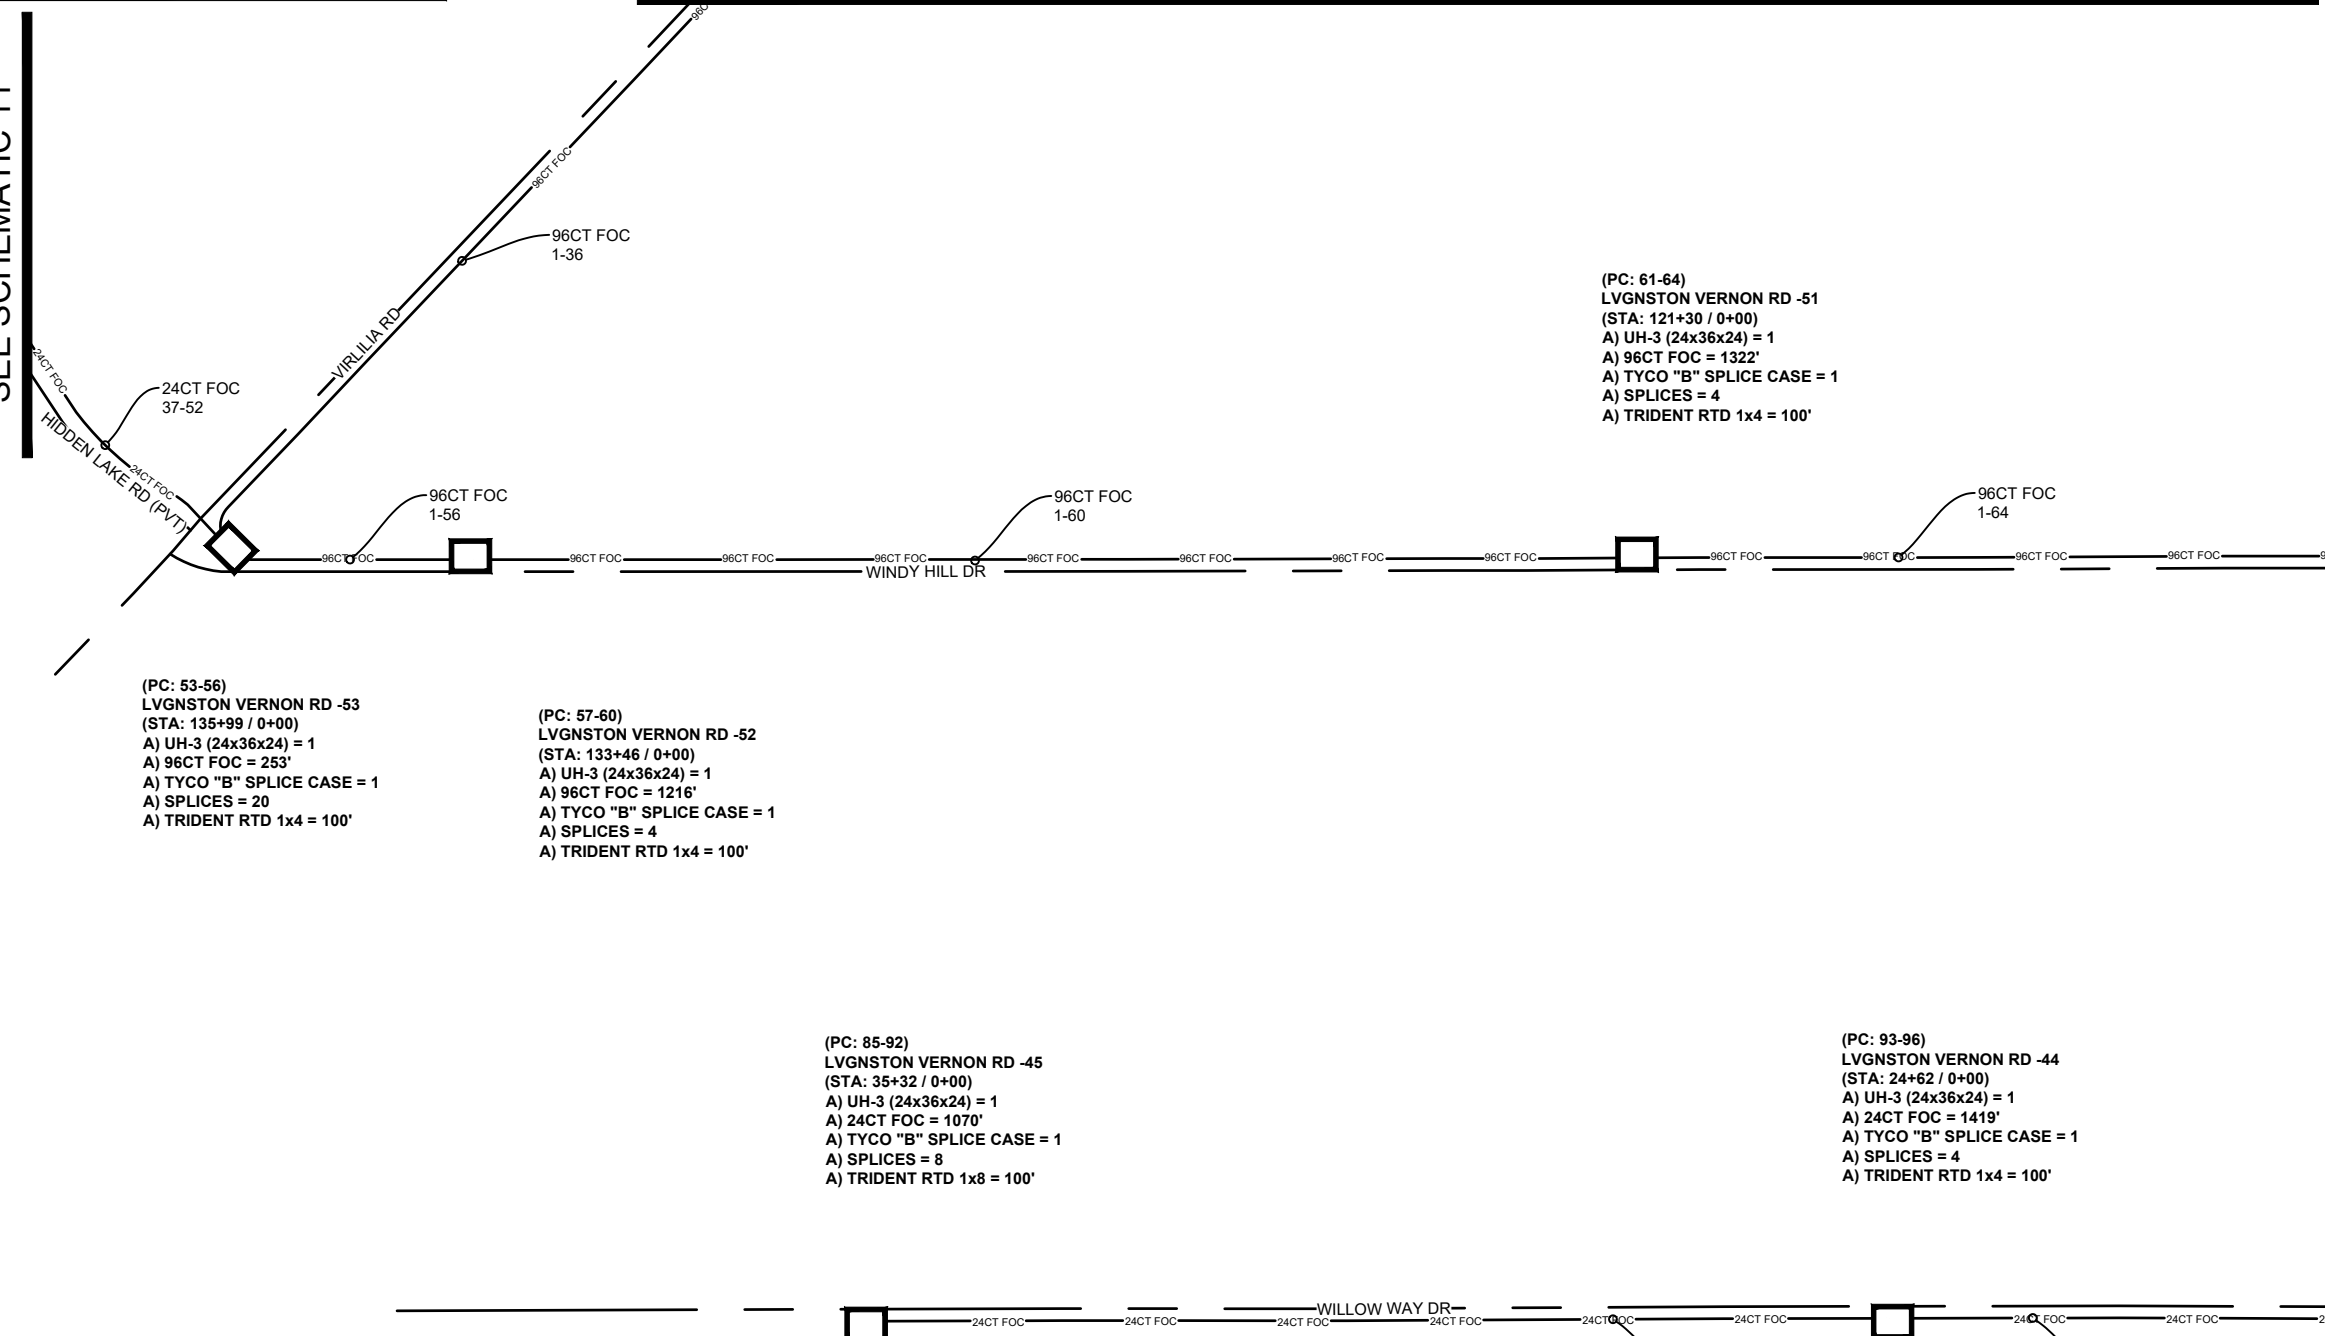 SEE SCHEMATIC
96CT FOC
96CT FOC
1-36
VIRLILIA RD
24CT FOC
24CT FOC
37-52
HIDDEN LAKE RD (PVT)
24CT FOC
(PC: 61-64)
LVGNSTON VERNON RD -51
(STA: 121+30 / 0+00)
A) UH-3 (24x36x24) = 1
A) 96CT FOC = 1322'
A) TYCO "B" SPLICE CASE = 1
A) SPLICES = 4
A) TRIDENT RTD 1x4 = 100'
96CT FOC
1-56
96CT FOC
1-60
96CT FOC
1-64
96CT FOC 96CT FOC 96CT FOC 96CT FOC 96CT FOC 96CT FOC 96CT FOC 96CT FOC 96CT FOC 96CT FOC 96CT FOC 96CT FOC
WINDY HILL DR
(PC: 53-56)
LVGNSTON VERNON RD -53
(STA: 135+99 / 0+00)
A) UH-3 (24x36x24) = 1
A) 96CT FOC = 253'
A) TYCO "B" SPLICE CASE = 1
A) SPLICES = 20
A) TRIDENT RTD 1x4 = 100'
(PC: 57-60)
LVGNSTON VERNON RD -52
(STA: 133+46 / 0+00)
A) UH-3 (24x36x24) = 1
A) 96CT FOC = 1216'
A) TYCO "B" SPLICE CASE = 1
A) SPLICES = 4
A) TRIDENT RTD 1x4 = 100'
(PC: 85-92)
LVGNSTON VERNON RD -45
(STA: 35+32 / 0+00)
A) UH-3 (24x36x24) = 1
A) 24CT FOC = 1070'
A) TYCO "B" SPLICE CASE = 1
A) SPLICES = 8
A) TRIDENT RTD 1x8 = 100'
(PC: 93-96)
LVGNSTON VERNON RD -44
(STA: 24+62 / 0+00)
A) UH-3 (24x36x24) = 1
A) 24CT FOC = 1419'
A) TYCO "B" SPLICE CASE = 1
A) SPLICES = 4
A) TRIDENT RTD 1x4 = 100'
WILLOW WAY DR
24CT FOC 24CT FOC 24CT FOC 24CT FOC 24CT FOC 24CT FOC 24CT FOC 24CT FOC